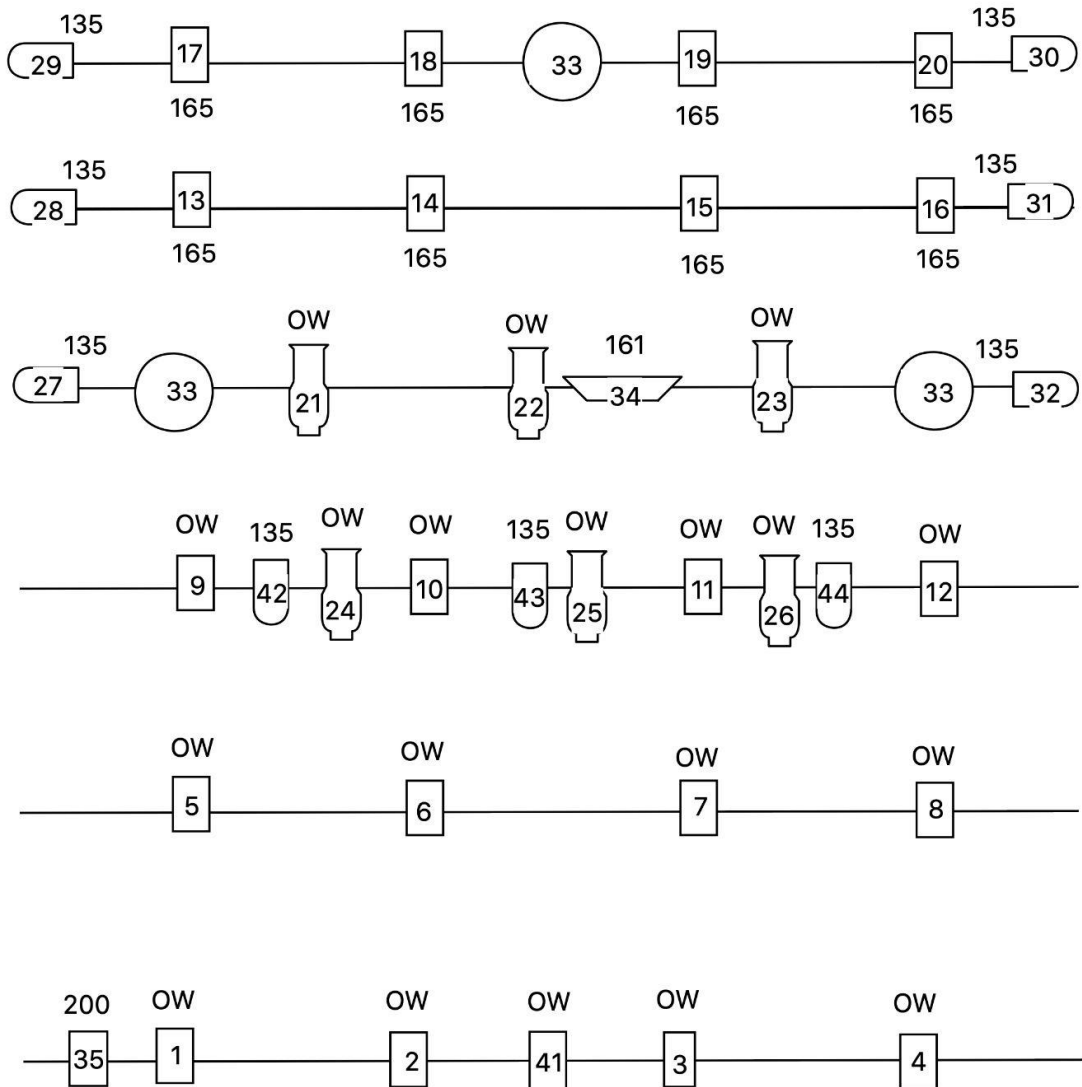 135 135
29 17 18 33 19 20 30
165 165 165 165
135 135
28 13 14 15 16 31
165 165 165 165
OW OW 161 OW
135 135
27 33 21 22 34 23 33 32
OW 135 OW OW 135 OW OW OW 135 OW
9 42 24 10 43 25 11 26 44 12
OW OW OW OW
5 6 7 8
200 OW OW OW OW OW
35 1 2 41 3 4